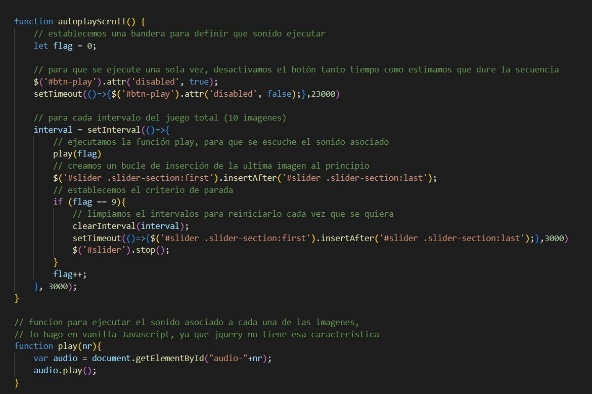 function autoplayScroll() {
// establecemos una bandera para definir que sonido ejecutar
let flag = 0;
// para que se ejecute una sola vez, desactivamos el botón tanto tiempo como estimamos que dure la secuencia
$('#btn-play').attr('disabled', true);
setTimeout(()=>{$('#btn-play').attr('disabled', false);},23000)
// para cada intervalo del juego total (10 imagenes)
interval = setInterval(()=>{
// ejecutamos la función play, para que se escuche el sonido asociado
play(flag)
// creamos un bucle de inserción de la ultima imagen al principio
$('#slider .slider-section:first').insertAfter('#slider .slider-section:last');
// establecemos el criterio de parada
if (flag == 9){
// limpiamos el intervalos para reiniciarlo cada vez que se quiera
clearInterval(interval);
setTimeout(()=>{$('#slider .slider-section:first').insertAfter('#slider .slider-section:last');},3000)
$('#slider').stop();
}
flag++;
}, 3000);
}
// funcion para ejecutar el sonido asociado a cada una de las imagenes,
// lo hago en vanilla Javascript, ya que jquery no tiene esa caracteristica
function play(nr){
var audio = document.getElementById("audio-"+nr);
audio.play();
}